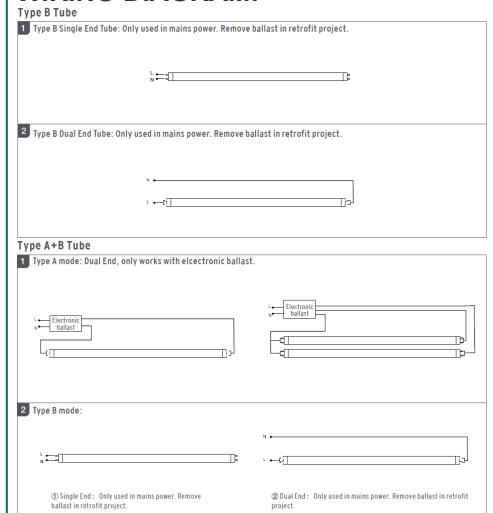 Type B Tube
1 Type B Single End Tube: Only used in mains power. Remove ballast in retrofit project.
L
N
2 Type B Dual End Tube: Only used in mains power. Remove ballast in retrofit project.
N
L
Type A+B Tube
1 Type A mode: Dual End, only works with elcectronic ballast.
L
N
Electronic
ballast
L
N
Electronic
ballast
2 Type B mode:
L
N
N
L
① Single End: Only used in mains power. Remove
ballast in retrofit project.
② Dual End: Only used in mains power. Remove ballast in retrofit
project.